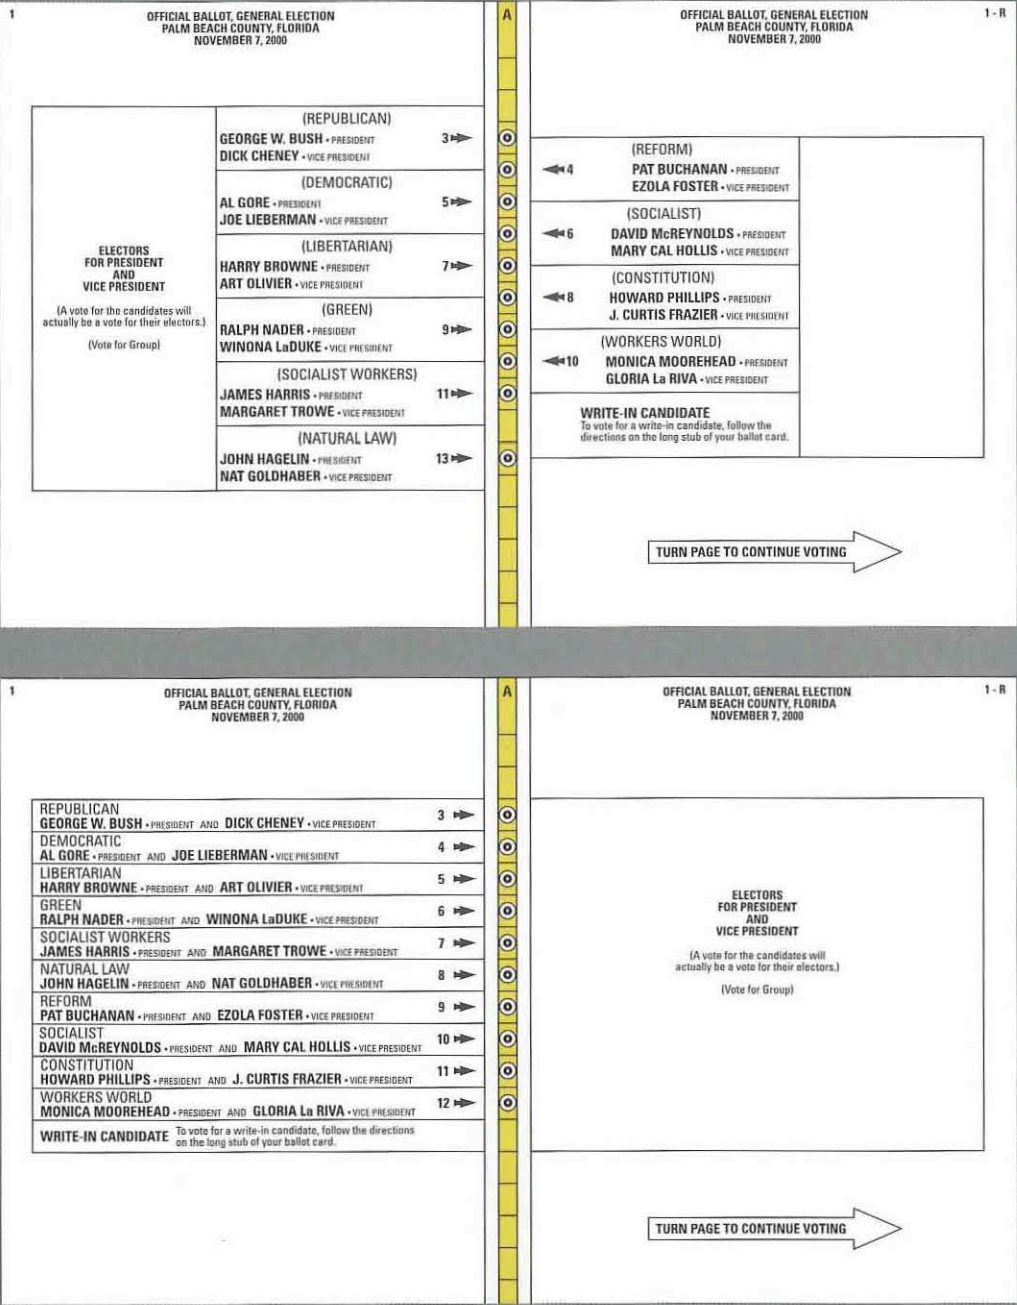 1
OFFICIAL BALLOT, GENERAL ELECTION
PALM BEACH COUNTY, FLORIDA
NOVEMBER 7, 2000
A
OFFICIAL BALLOT, GENERAL ELECTION
PALM BEACH COUNTY, FLORIDA
NOVEMBER 7, 2000
1 - R
ELECTORS
FOR PRESIDENT
AND
VICE PRESIDENT
(A vote for the candidates will
actually be a vote for their electors.)
(Vote for Group)
(REPUBLICAN)
GEORGE W. BUSH • PRESIDENT 3
DICK CHENEY • VICE PRESIDENT
(DEMOCRATIC)
AL GORE • PRESIDENT 5
JOE LIEBERMAN • VICE PRESIDENT
(LIBERTARIAN)
HARRY BROWNE • PRESIDENT 7
ART OLIVIER • VICE PRESIDENT
(GREEN)
RALPH NADER • PRESIDENT 9
WINONA LaDUKE • VICE PRESIDENT
(SOCIALIST WORKERS)
JAMES HARRIS • PRESIDENT 11
MARGARET TROWE • VICE PRESIDENT
(NATURAL LAW)
JOHN HAGELIN • PRESIDENT 13
NAT GOLDHABER • VICE PRESIDENT
(REFORM)
4 PAT BUCHANAN • PRESIDENT
EZOLA FOSTER • VICE PRESIDENT
(SOCIALIST)
6 DAVID McREYNOLDS • PRESIDENT
MARY CAL HOLLIS • VICE PRESIDENT
(CONSTITUTION)
8 HOWARD PHILLIPS • PRESIDENT
J. CURTIS FRAZIER • VICE PRESIDENT
(WORKERS WORLD)
10 MONICA MOOREHEAD • PRESIDENT
GLORIA La RIVA • VICE PRESIDENT
WRITE-IN CANDIDATE
To vote for a write-in candidate, follow the
directions on the long stub of your ballot card.
TURN PAGE TO CONTINUE VOTING
1
OFFICIAL BALLOT, GENERAL ELECTION
PALM BEACH COUNTY, FLORIDA
NOVEMBER 7, 2000
A
OFFICIAL BALLOT, GENERAL ELECTION
PALM BEACH COUNTY, FLORIDA
NOVEMBER 7, 2000
1 - R
REPUBLICAN
GEORGE W. BUSH • PRESIDENT AND DICK CHENEY • VICE PRESIDENT 3
DEMOCRATIC
AL GORE • PRESIDENT AND JOE LIEBERMAN • VICE PRESIDENT 4
LIBERTARIAN
HARRY BROWNE • PRESIDENT AND ART OLIVIER • VICE PRESIDENT 5
GREEN
RALPH NADER • PRESIDENT AND WINONA LaDUKE • VICE PRESIDENT 6
SOCIALIST WORKERS
JAMES HARRIS • PRESIDENT AND MARGARET TROWE • VICE PRESIDENT 7
NATURAL LAW
JOHN HAGELIN • PRESIDENT AND NAT GOLDHABER • VICE PRESIDENT 8
REFORM
PAT BUCHANAN • PRESIDENT AND EZOLA FOSTER • VICE PRESIDENT 9
SOCIALIST
DAVID McREYNOLDS • PRESIDENT AND MARY CAL HOLLIS • VICE PRESIDENT 10
CONSTITUTION
HOWARD PHILLIPS • PRESIDENT AND J. CURTIS FRAZIER • VICE PRESIDENT 11
WORKERS WORLD
MONICA MOOREHEAD • PRESIDENT AND GLORIA La RIVA • VICE PRESIDENT 12
WRITE-IN CANDIDATE To vote for a write-in candidate, follow the directions
on the long stub of your ballot card.
ELECTORS
FOR PRESIDENT
AND
VICE PRESIDENT
(A vote for the candidates will
actually be a vote for their electors.)
(Vote for Group)
TURN PAGE TO CONTINUE VOTING